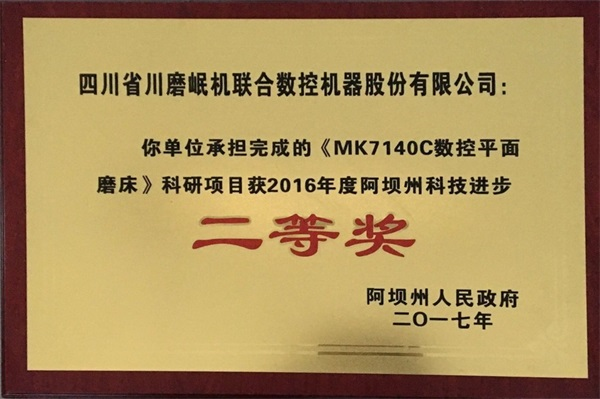 四川省川磨岷机联合数控机器股份有限公司：
你单位承担完成的《MK7140C数控平面
磨床》科研项目获2016年度阿坝州科技进步
二等奖
阿坝州人民政府
二〇一七年